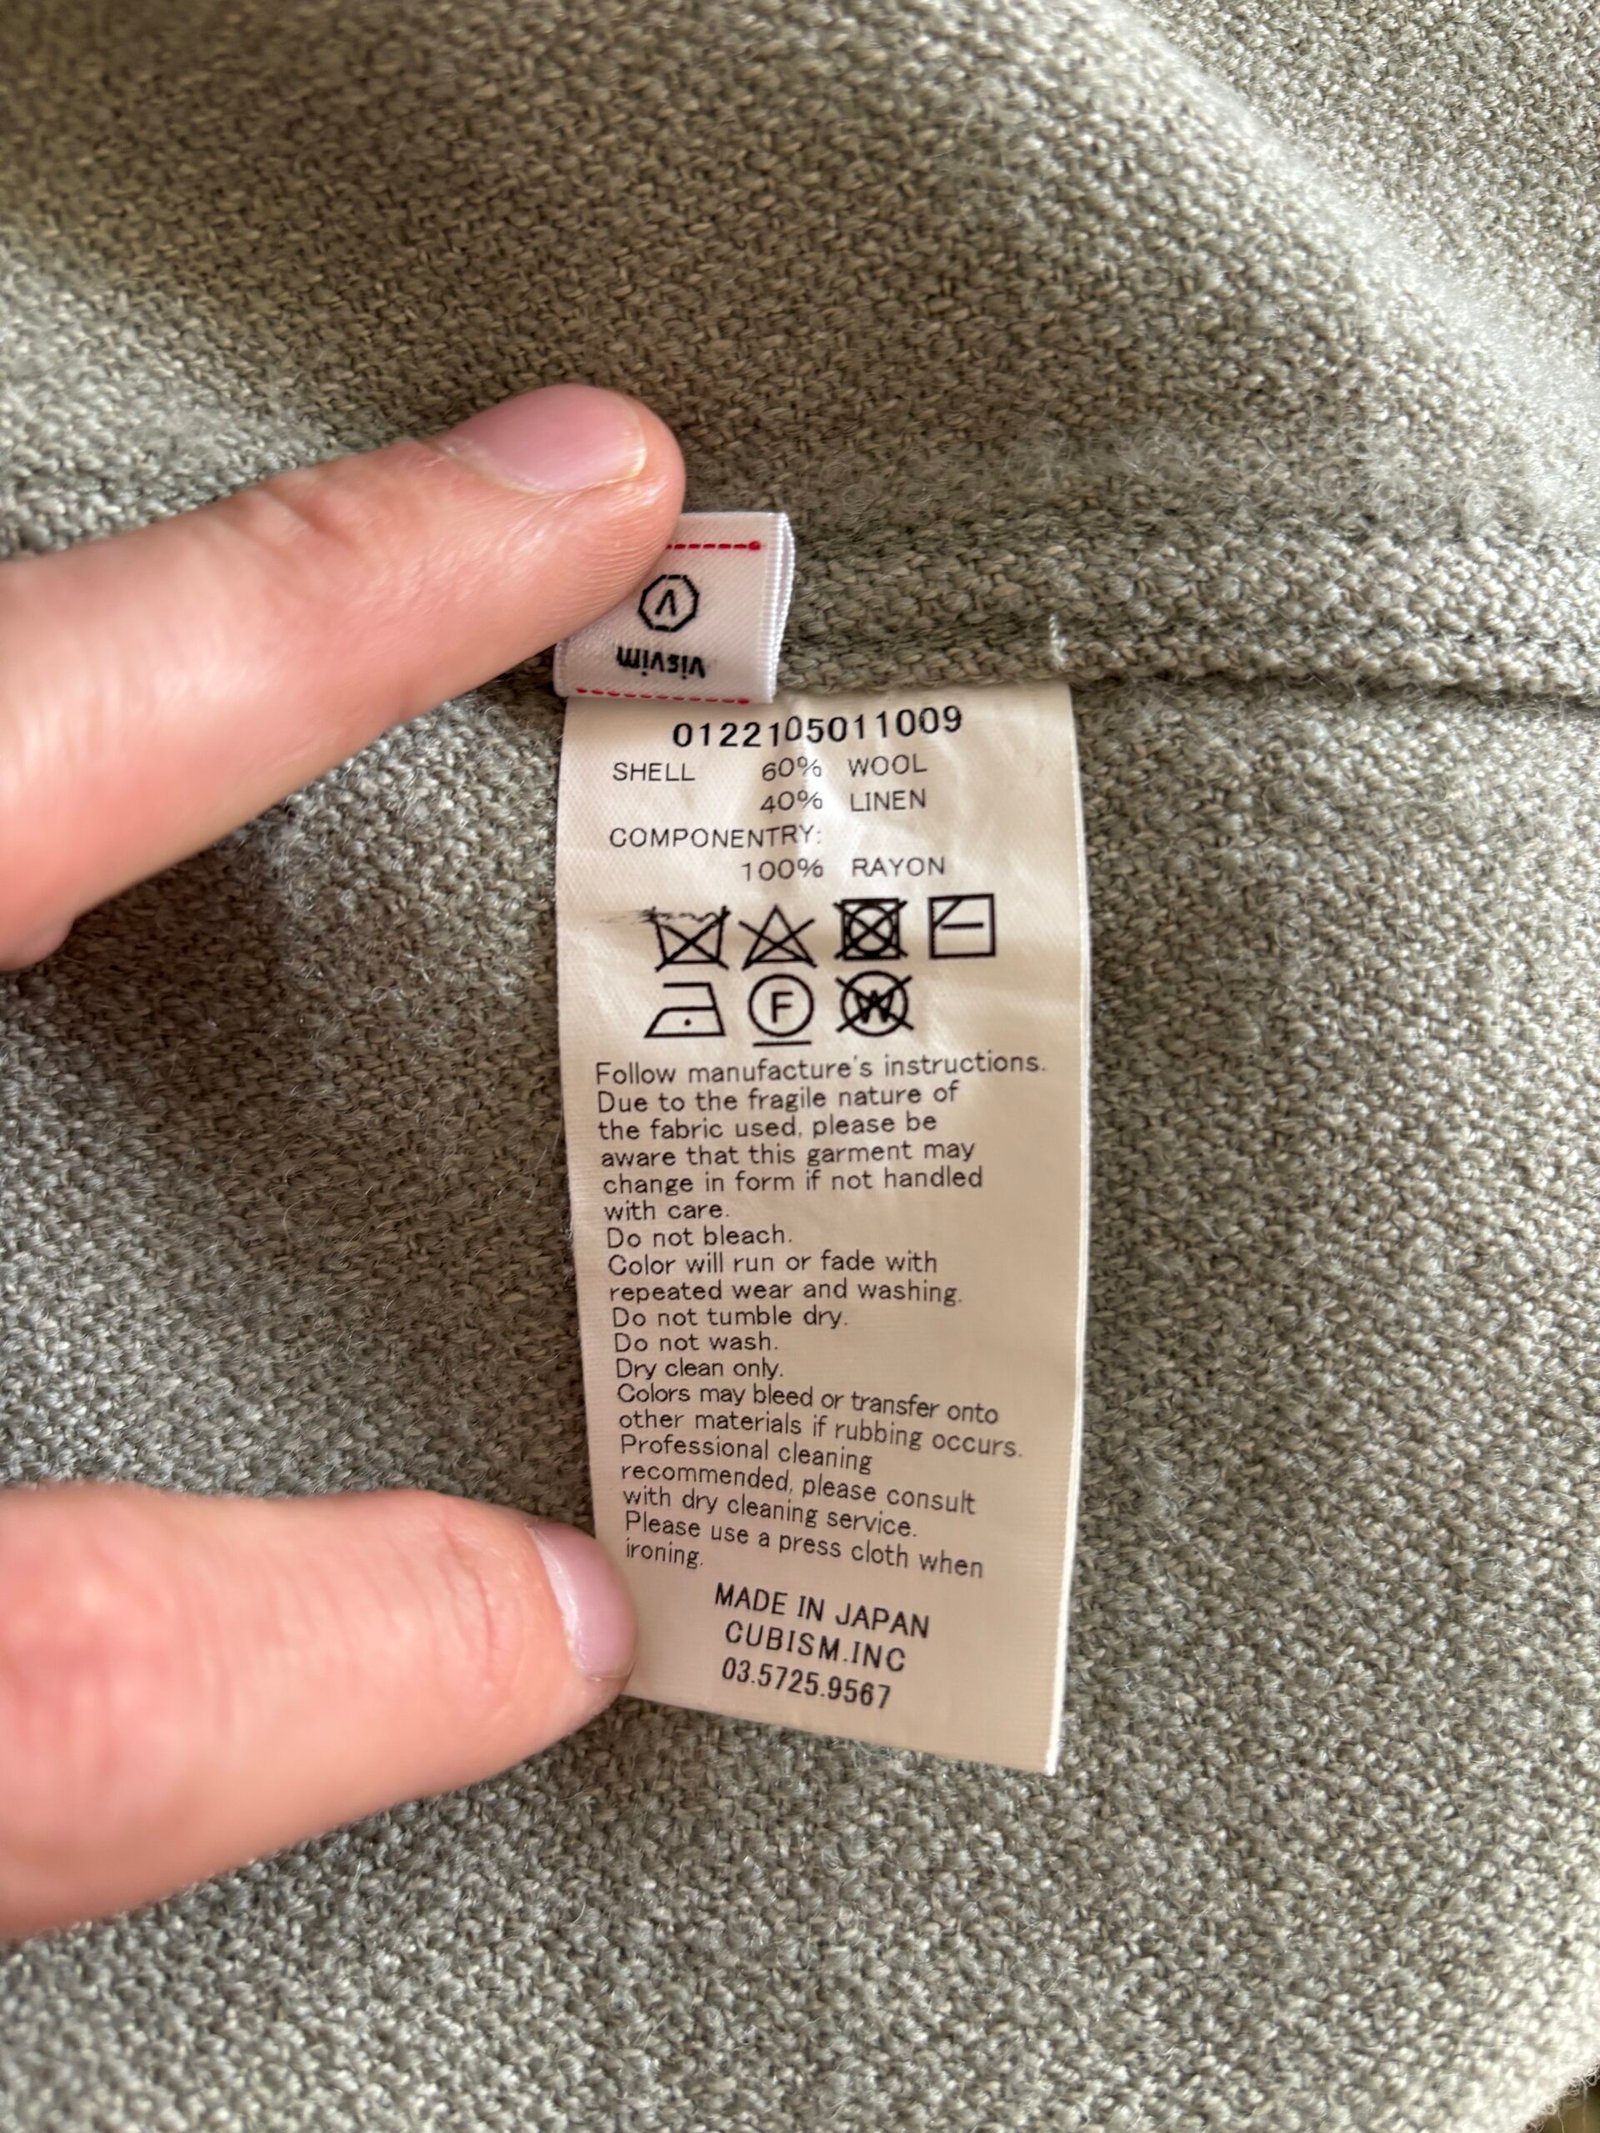 V
visvim
0122105011009
SHELL 60% WOOL
40% LINEN
COMPONENTRY:
100% RAYON
F
W
Follow manufacture's instructions.
Due to the fragile nature of
the fabric used, please be
aware that this garment may
change in form if not handled
with care.
Do not bleach.
Color will run or fade with
repeated wear and washing.
Do not tumble dry.
Do not wash.
Dry clean only.
Colors may bleed or transfer onto
other materials if rubbing occurs.
Professional cleaning
recommended, please consult
with dry cleaning service.
Please use a press cloth when
ironing.
MADE IN JAPAN
CUBISM.INC
03.5725.9567